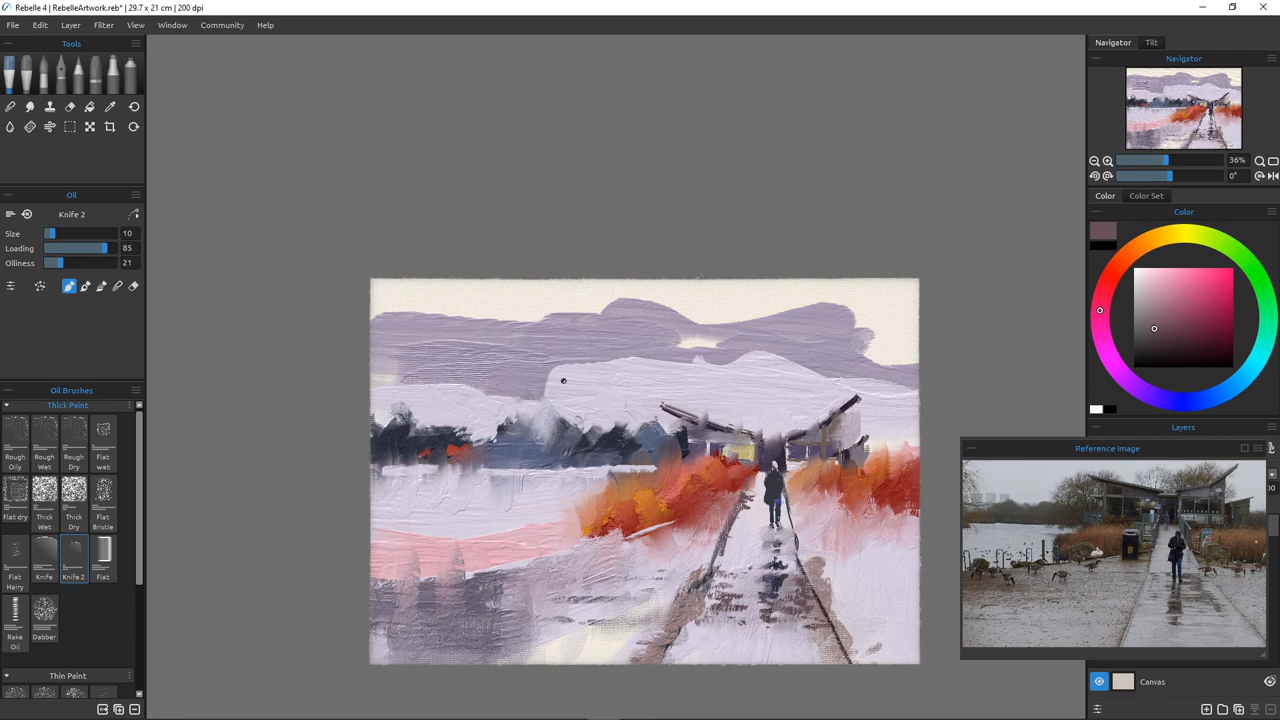 Rebelle 4 | RebelleArtwork.reb* | 29.7 x 21 cm | 200 dpi
File Edit Layer Filter View Window Community Help
Tools
Oil
Knife 2
Size 10
Loading 85
Oiliness 21
Oil Brushes
Thick Paint
Rough Oily
Rough Wet
Rough Dry
Flat wet
Flat dry
Thick Wet
Thick Dry
Flat Bristle
Flat Hairy
Knife
Knife 2
Flat
Rake Oil
Dabber
Thin Paint
Navigator Tilt
Navigator
36%
0°
Color Color Set
Color
Layers
Reference Image
00
Canvas